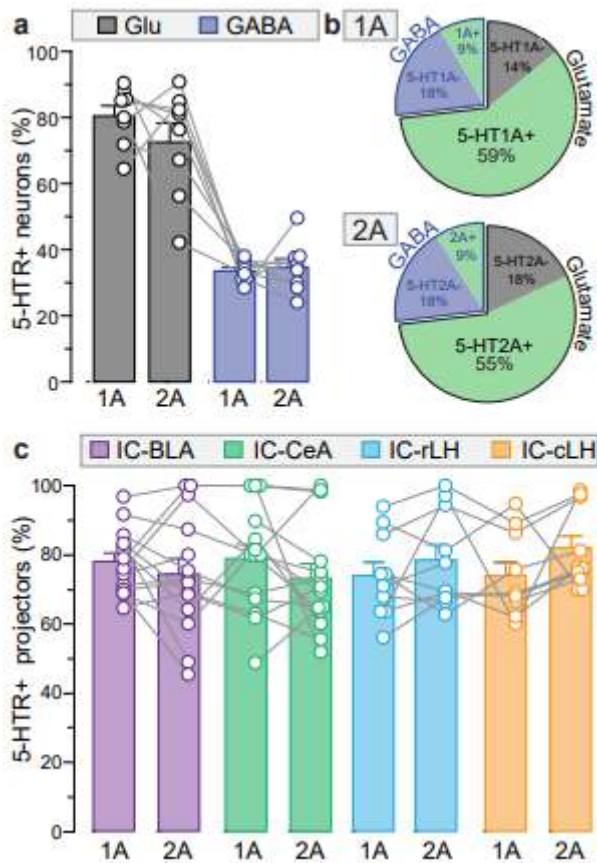 a
Glu
GABA
5-HTR+ neurons (%)
100
80
60
40
20
0
1A
2A
1A
2A
b
1A
GABA
1A+
9%
5-HT1A-
14%
5-HT1A-
18%
5-HT1A+
59%
Glutamate
2A
GABA
2A+
9%
5-HT2A-
18%
5-HT2A-
18%
5-HT2A+
55%
Glutamate
c
IC-BLA
IC-CeA
IC-rLH
IC-cLH
5-HTR+ projectors (%)
100
80
60
40
20
0
1A
2A
1A
2A
1A
2A
1A
2A